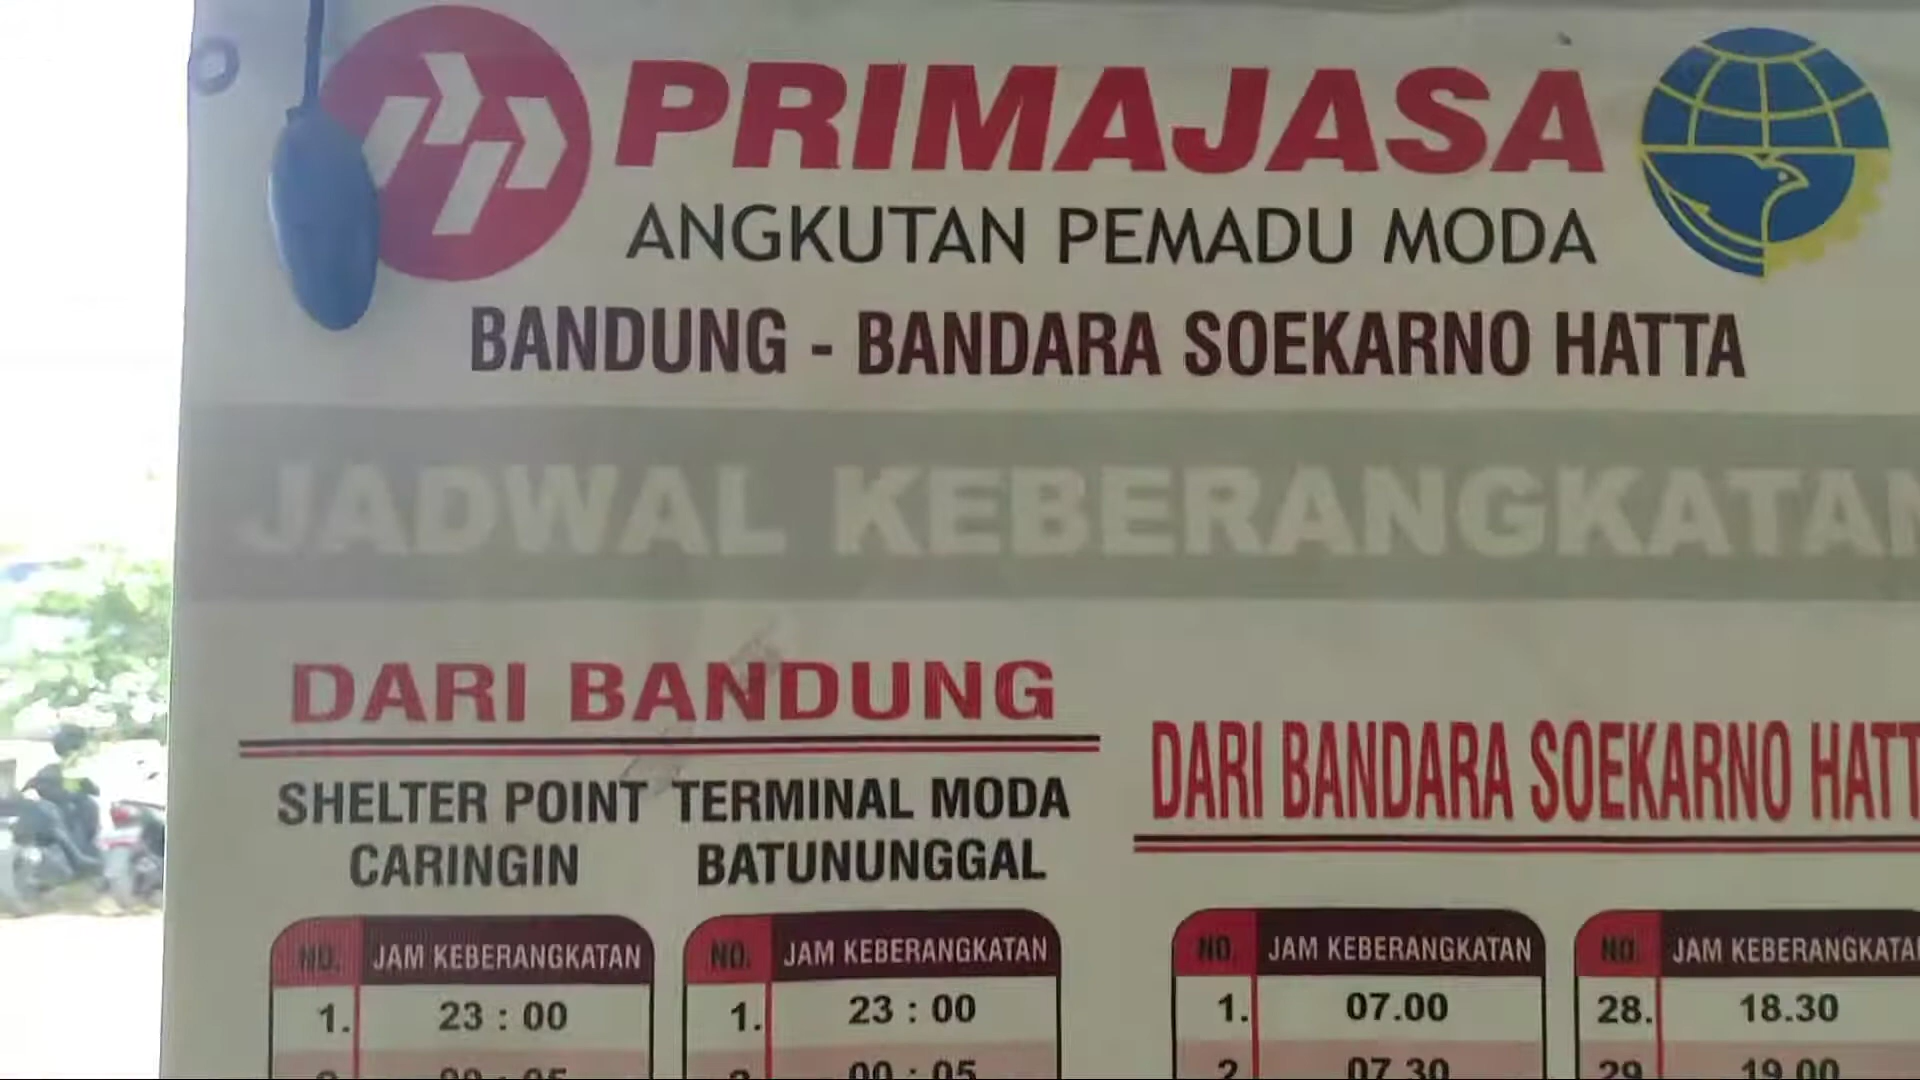 PRIMAJASA
ANGKUTAN PEMADU MODA
BANDUNG - BANDARA SOEKARNO HATTA
JADWAL KEBERANGKATAN
DARI BANDUNG
SHELTER POINT CARINGIN
TERMINAL MODA BATUNUNGGAL
NO. JAM KEBERANGKATAN
1. 23 : 00
NO. JAM KEBERANGKATAN
1. 23 : 00
2. 00 : 05
DARI BANDARA SOEKARNO HATT
NO. JAM KEBERANGKATAN
1. 07.00
2 07.30
NO. JAM KEBERANGKATAN
28. 18.30
29 19.00